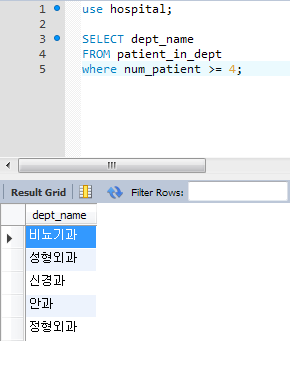 1 use hospital;
2
3 SELECT dept_name
4 FROM patient_in_dept
5 where num_patient >= 4;
Result Grid Filter Rows:
dept_name
비뇨기과
성형외과
신경과
안과
정형외과